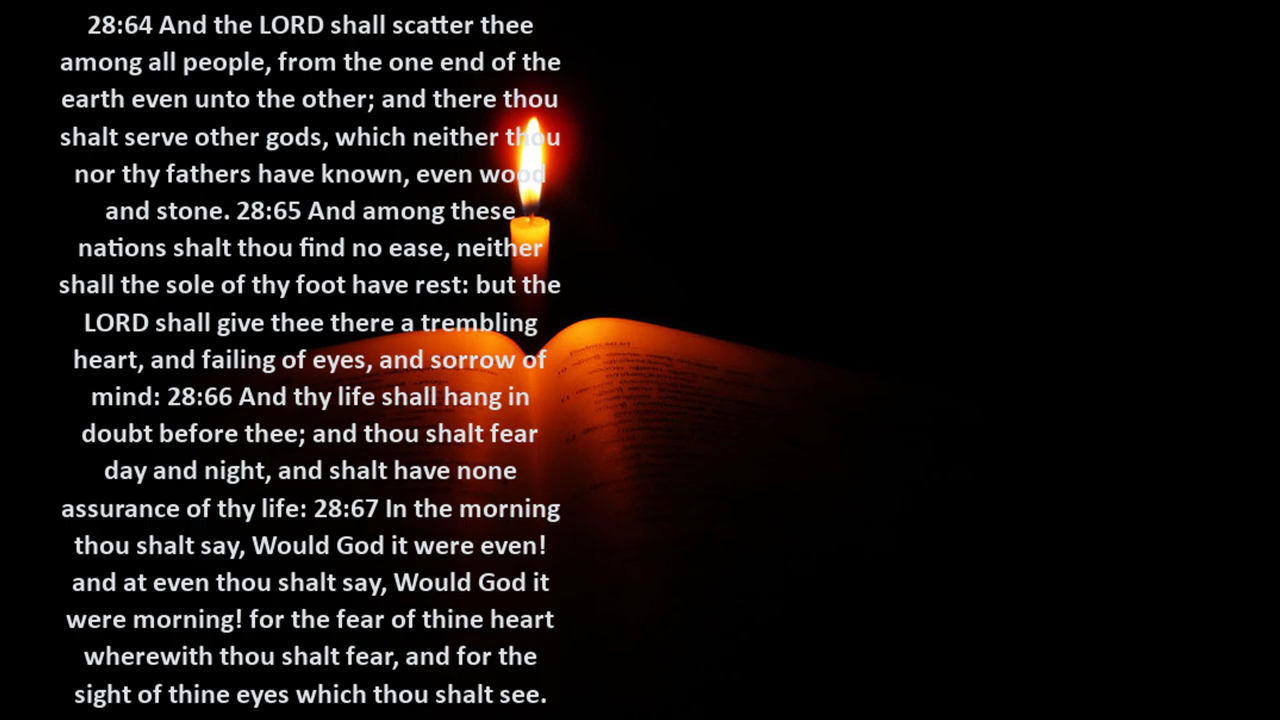 28:64 And the LORD shall scatter thee
among all people, from the one end of the
earth even unto the other; and there thou
shalt serve other gods, which neither thou
nor thy fathers have known, even wood
and stone. 28:65 And among these
nations shalt thou find no ease, neither
shall the sole of thy foot have rest: but the
LORD shall give thee there a trembling
heart, and failing of eyes, and sorrow of
mind: 28:66 And thy life shall hang in
doubt before thee; and thou shalt fear
day and night, and shalt have none
assurance of thy life: 28:67 In the morning
thou shalt say, Would God it were even!
and at even thou shalt say, Would God it
were morning! for the fear of thine heart
wherewith thou shalt fear, and for the
sight of thine eyes which thou shalt see.